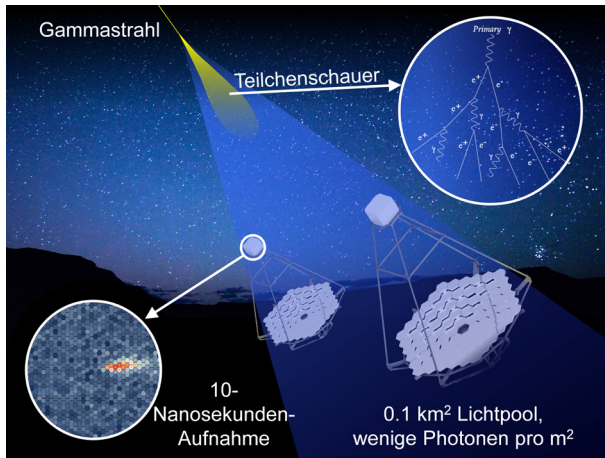 Gammastrahl
Teilchenschauer
Primary γ
e+
e-
e+
γ
γ
e+
e-
γ
e-
e+
γ
e-
e-
e+
10-
Nanosekunden-
Aufnahme
0.1 km² Lichtpool,
wenige Photonen pro m²